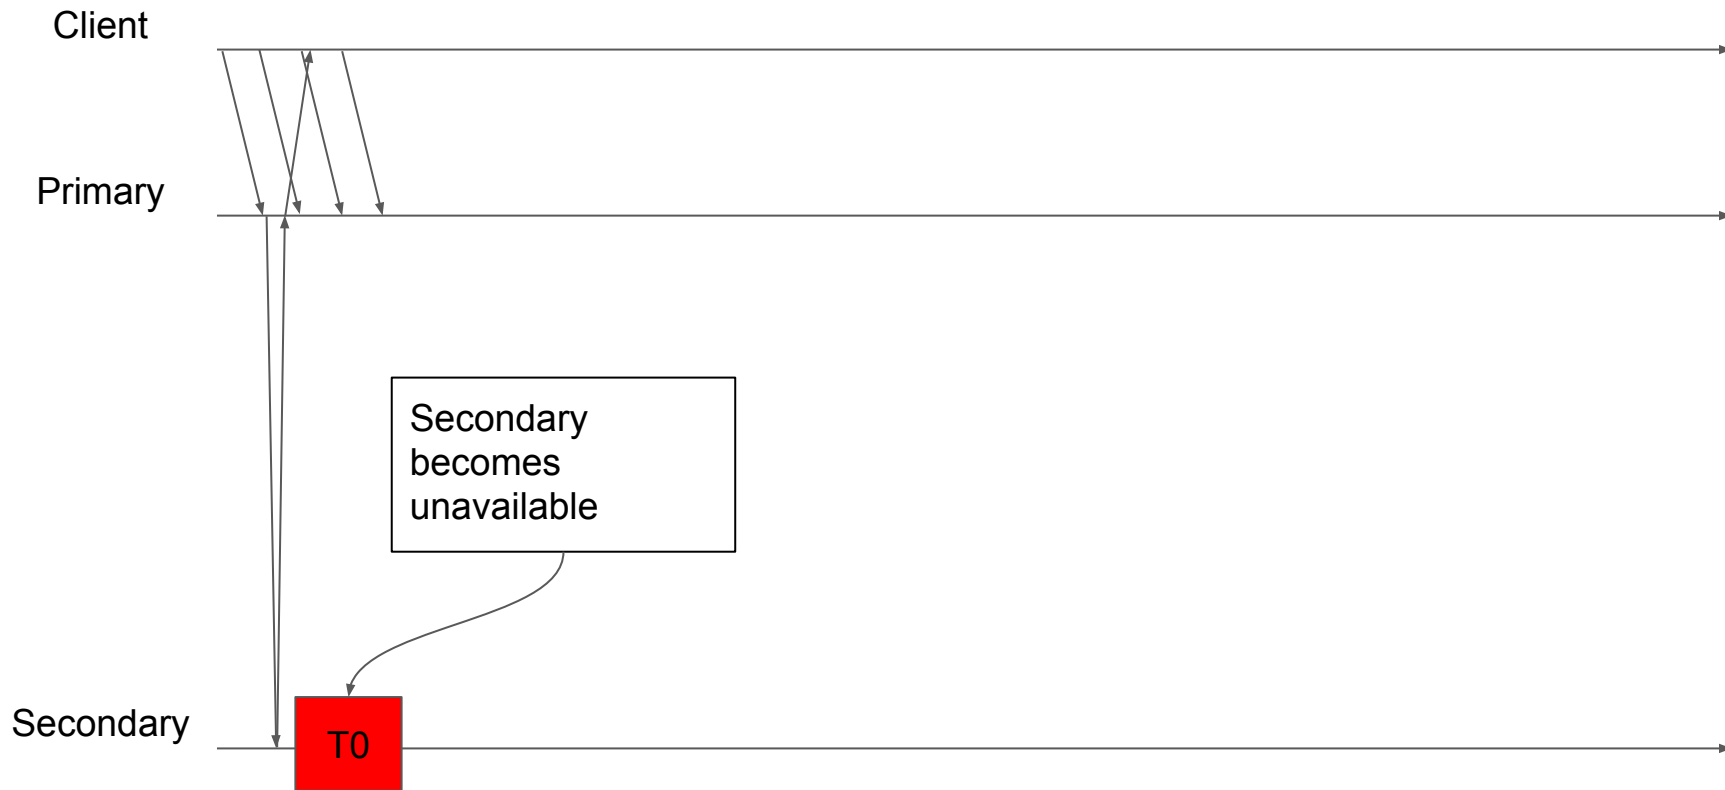 Client
Primary
Secondary
becomes
unavailable
Secondary
T0